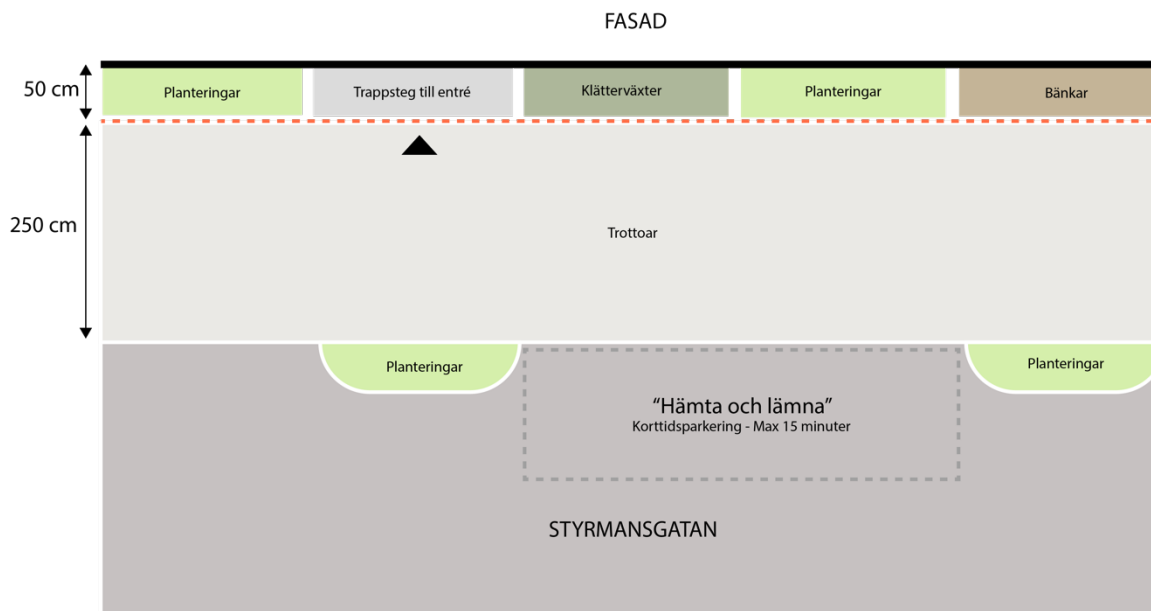 FASAD
50 cm
Planteringar
Trappsteg till entré
Klätterväxter
Planteringar
Bänkar
250 cm
Trottoar
Planteringar
Planteringar
”Hämta och lämna”
Korttidsparkering - Max 15 minuter
STYRMANSGATAN